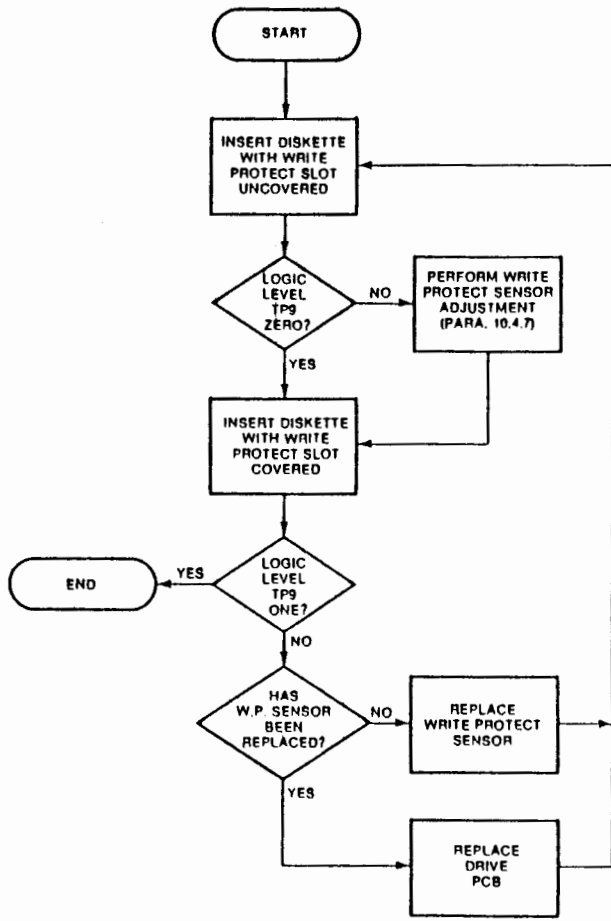 START
INSERT DISKETTE
WITH WRITE
PROTECT SLOT
UNCOVERED
LOGIC
LEVEL
TP9
ZERO?
NO
PERFORM WRITE
PROTECT SENSOR
ADJUSTMENT
(PARA. 10.4.7)
YES
INSERT DISKETTE
WITH WRITE
PROTECT SLOT
COVERED
LOGIC
LEVEL
TP9
ONE?
YES
END
NO
HAS
W.P. SENSOR
BEEN
REPLACED?
NO
REPLACE
WRITE PROTECT
SENSOR
YES
REPLACE
DRIVE
PCB